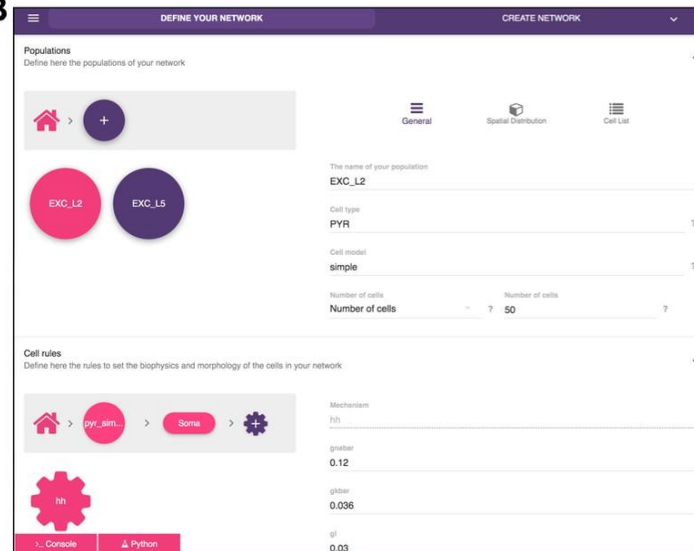 B
DEFINE YOUR NETWORK
CREATE NETWORK
Populations
Define here the populations of your network
+
General
Spatial Distribution
Cell List
EXC_L2
EXC_L5
The name of your population
EXC_L2
Cell type
PYR
?
Cell model
simple
?
Number of cells
Number of cells
Number of cells
?
50
?
Cell rules
Define here the rules to set the biophysics and morphology of the cells in your network
pyr_sim...
Soma
+
hh
Mechanism
hh
gnabar
0.12
gkbar
0.036
gl
0.03
>_ Console
Python